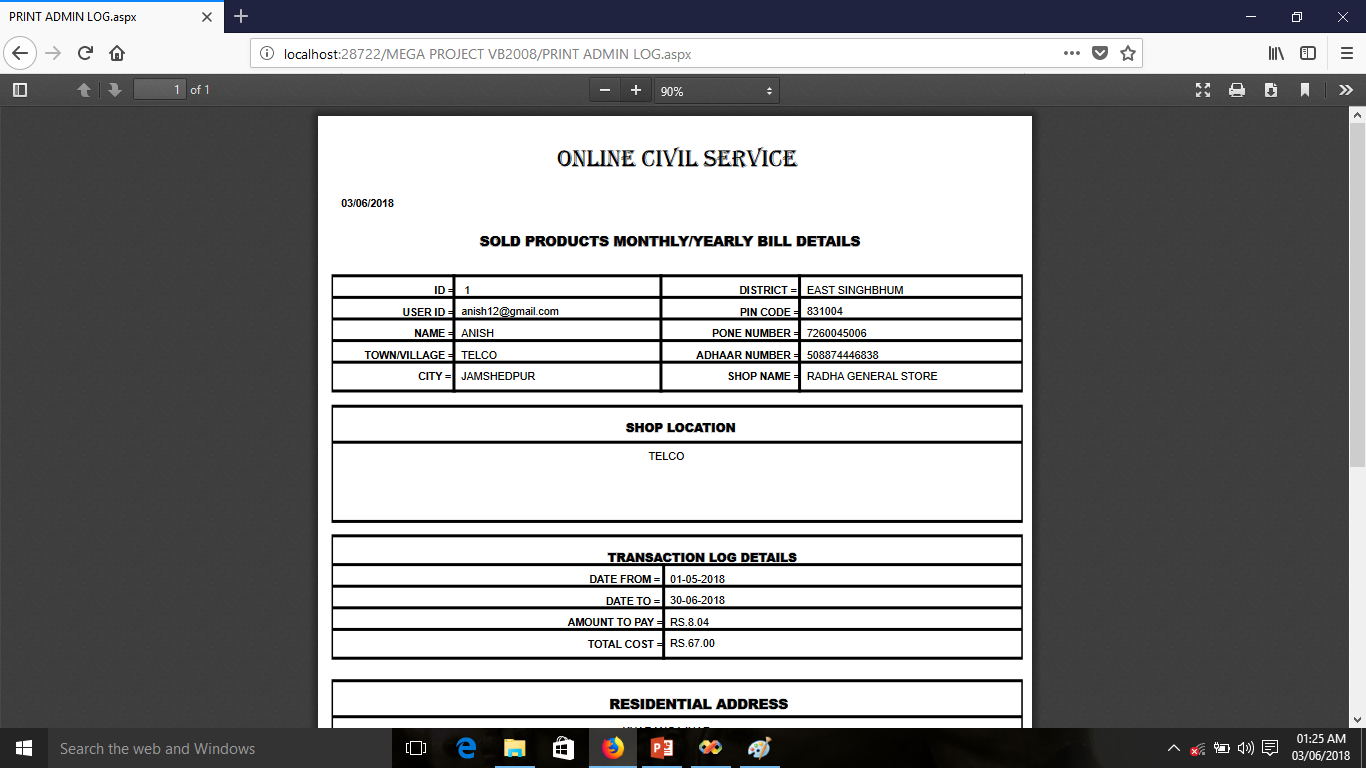 PRINT ADMIN LOG.aspx
localhost:28722/MEGA PROJECT VB2008/PRINT ADMIN LOG.aspx
1 of 1
90%
ONLINE CIVIL SERVICE
03/06/2018
SOLD PRODUCTS MONTHLY/YEARLY BILL DETAILS
ID = 1 DISTRICT = EAST SINGHBHUM
USER ID = anish12@gmail.com PIN CODE = 831004
NAME = ANISH PONE NUMBER = 7260045006
TOWN/VILLAGE = TELCO ADHAAR NUMBER = 508874446838
CITY = JAMSHEDPUR SHOP NAME = RADHA GENERAL STORE
SHOP LOCATION
TELCO
TRANSACTION LOG DETAILS
DATE FROM = 01-05-2018
DATE TO = 30-06-2018
AMOUNT TO PAY = RS.8.04
TOTAL COST = RS.67.00
RESIDENTIAL ADDRESS
Search the web and Windows
01:25 AM
03/06/2018